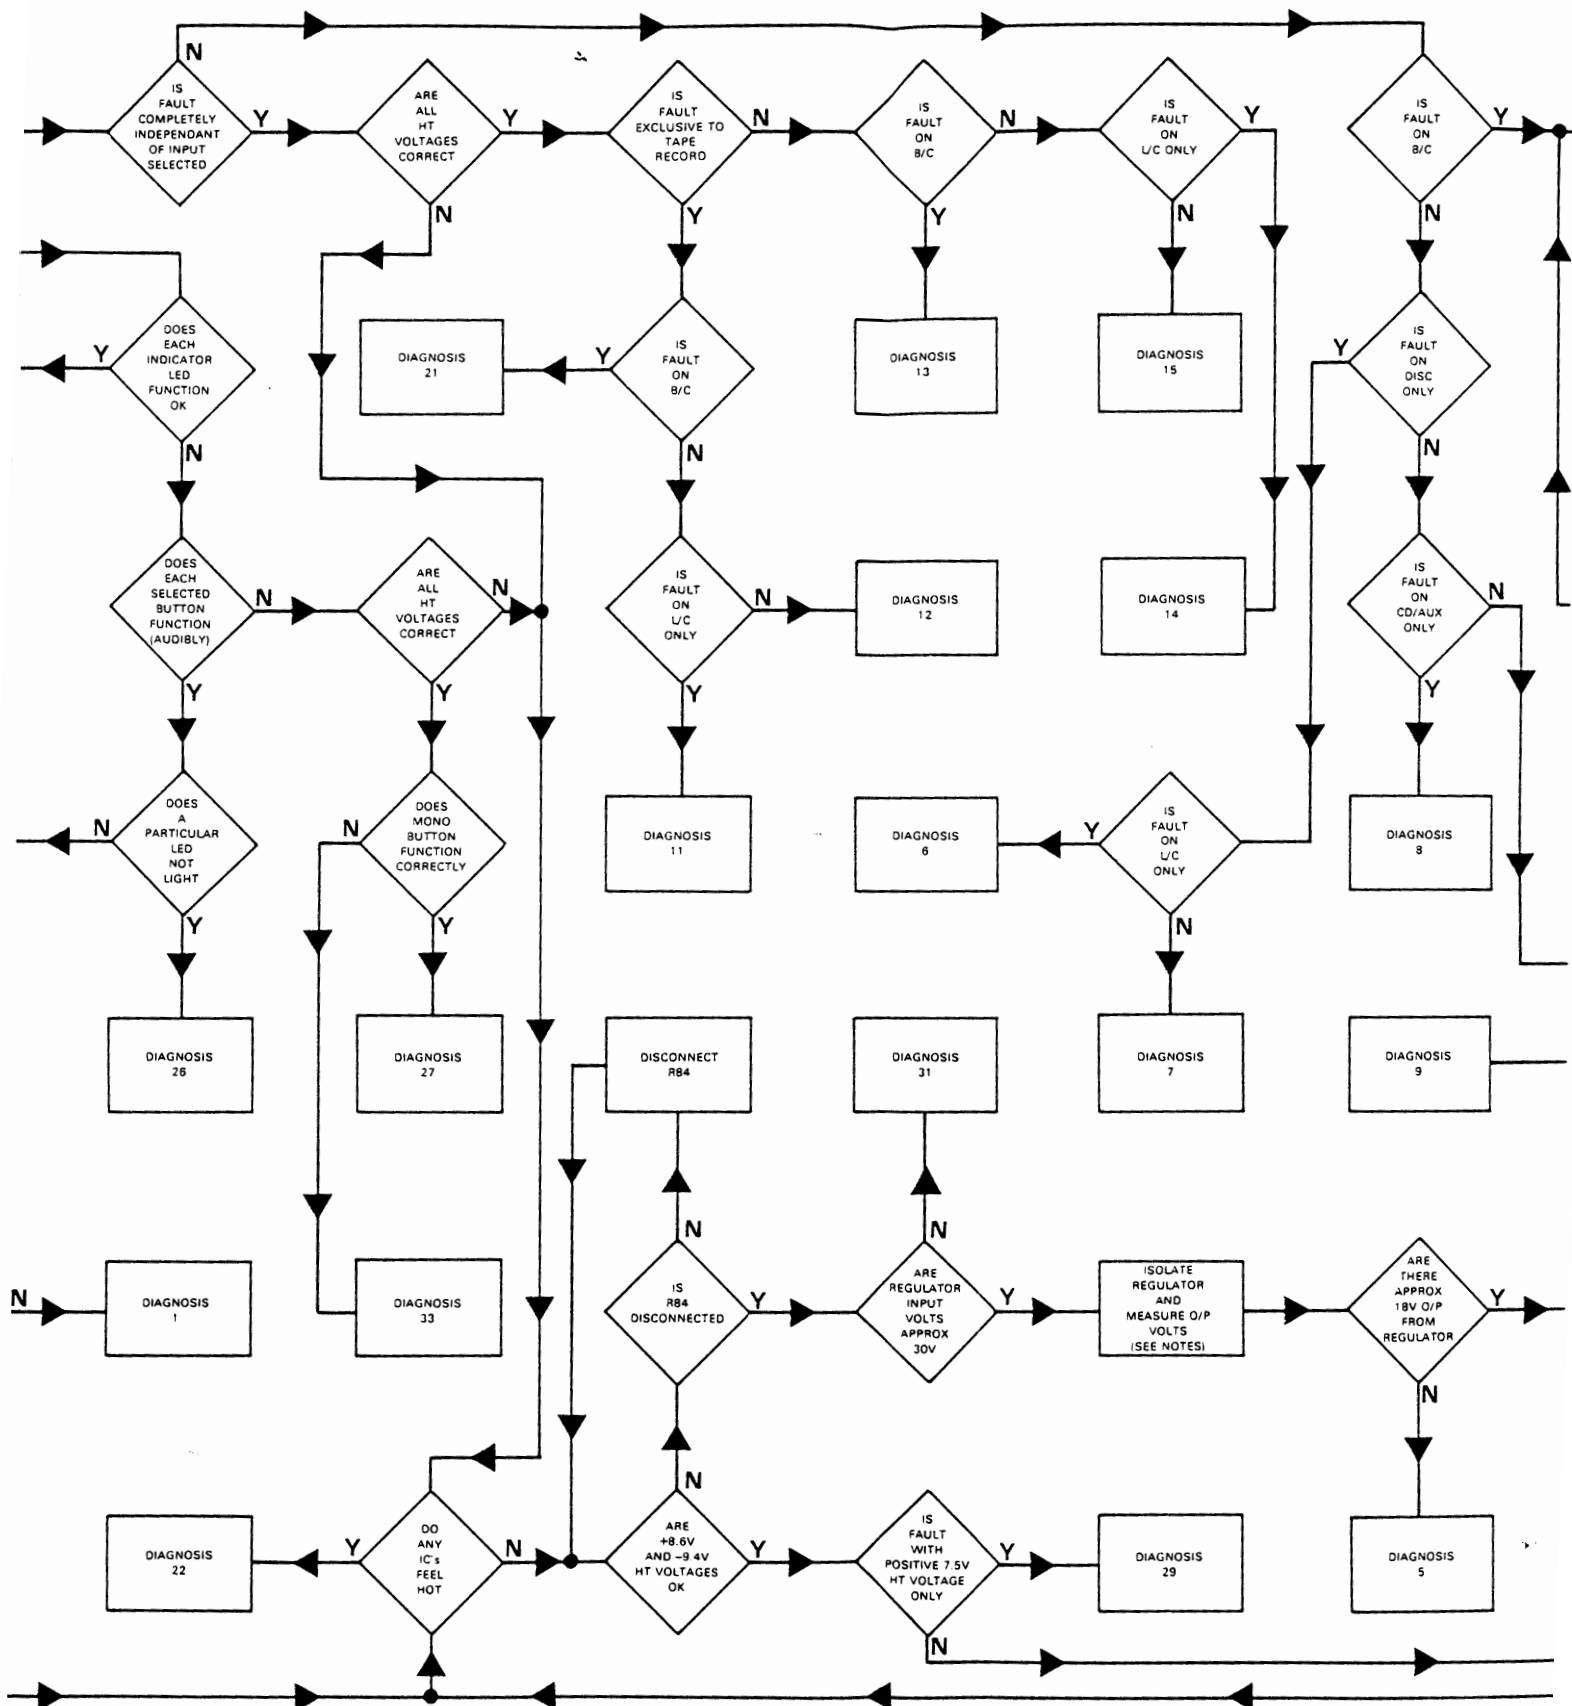 N
IS
FAULT
COMPLETELY
INDEPENDANT
OF INPUT
SELECTED
Y
ARE
ALL
HT
VOLTAGES
CORRECT
Y
N
IS
FAULT
EXCLUSIVE TO
TAPE
RECORD
N
Y
IS
FAULT
ON
B/C
N
Y
IS
FAULT
ON
L/C ONLY
Y
N
IS
FAULT
ON
B/C
Y
N
DOES
EACH
INDICATOR
LED
FUNCTION
OK
Y
N
DIAGNOSIS
21
Y
IS
FAULT
ON
B/C
N
DIAGNOSIS
13
DIAGNOSIS
15
Y
IS
FAULT
ON
DISC
ONLY
N
DOES
EACH
SELECTED
BUTTON
FUNCTION
(AUDIBLY)
N
Y
ARE
ALL
HT
VOLTAGES
CORRECT
N
Y
IS
FAULT
ON
L/C
ONLY
N
Y
DIAGNOSIS
12
DIAGNOSIS
14
IS
FAULT
ON
CD/AUX
ONLY
N
Y
N
DOES
A
PARTICULAR
LED
NOT
LIGHT
Y
N
DOES
MONO
BUTTON
FUNCTION
CORRECTLY
Y
DIAGNOSIS
11
DIAGNOSIS
6
Y
IS
FAULT
ON
L/C
ONLY
N
DIAGNOSIS
8
DIAGNOSIS
26
DIAGNOSIS
27
DISCONNECT
R84
DIAGNOSIS
31
DIAGNOSIS
7
DIAGNOSIS
9
N
DIAGNOSIS
1
DIAGNOSIS
33
N
IS
R84
DISCONNECTED
Y
N
ARE
REGULATOR
INPUT
VOLTS
APPROX
30V
Y
ISOLATE
REGULATOR
AND
MEASURE O/P
VOLTS
(SEE NOTES)
ARE
THERE
APPROX
18V O/P
FROM
REGULATOR
Y
N
DIAGNOSIS
22
Y
DO
ANY
IC's
FEEL
HOT
N
N
ARE
+8.6V
AND -9.4V
HT VOLTAGES
OK
Y
IS
FAULT
WITH
POSITIVE 7.5V
HT VOLTAGE
ONLY
Y
N
DIAGNOSIS
29
DIAGNOSIS
5